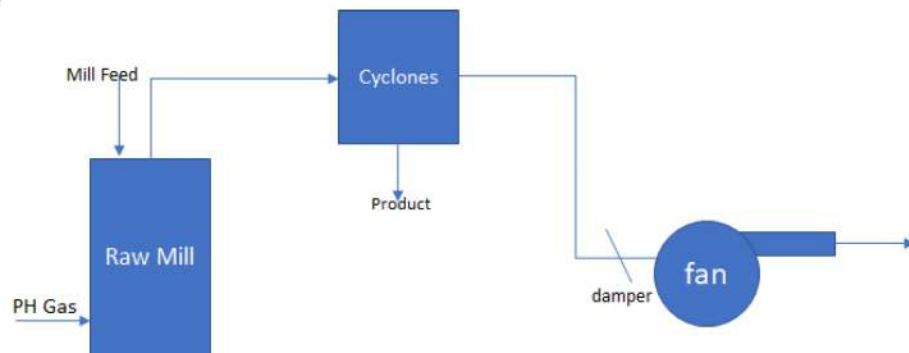 Mill Feed
Cyclones
Product
Raw Mill
PH Gas
damper
fan